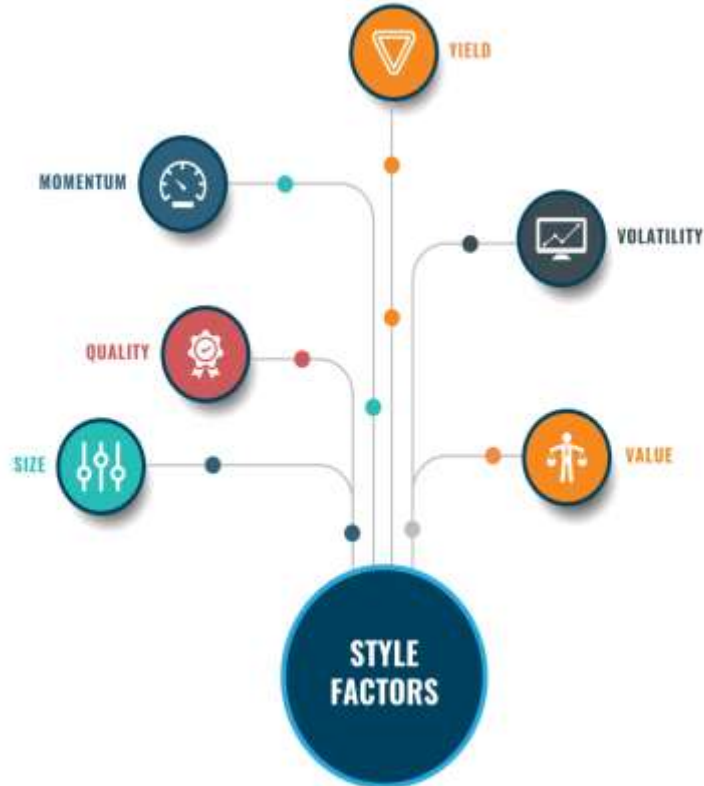 YIELD
MOMENTUM
VOLATILITY
QUALITY
SIZE
VALUE
STYLE
FACTORS